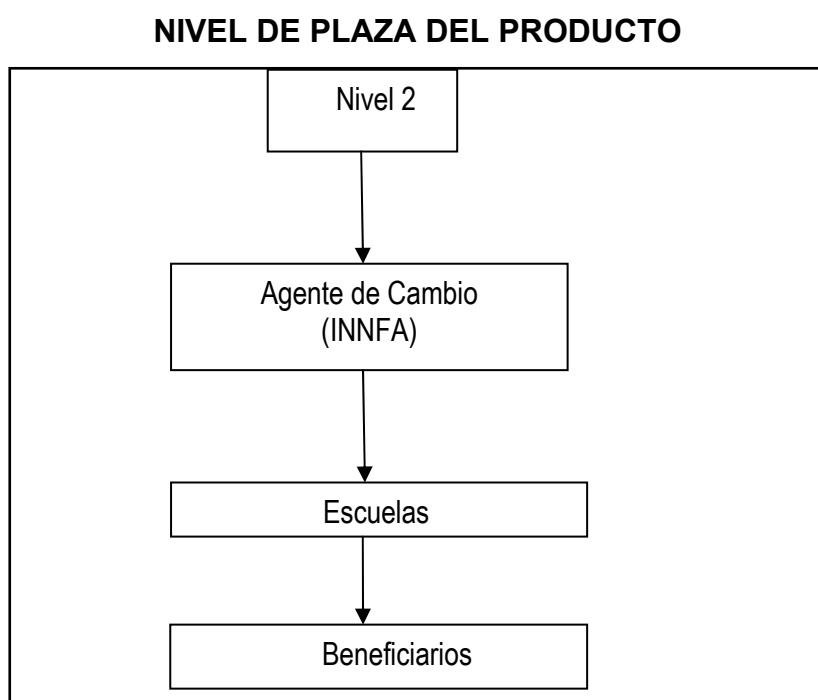 NIVEL DE PLAZA DEL PRODUCTO
Nivel 2
Agente de Cambio
(INNFA)
Escuelas
Beneficiarios